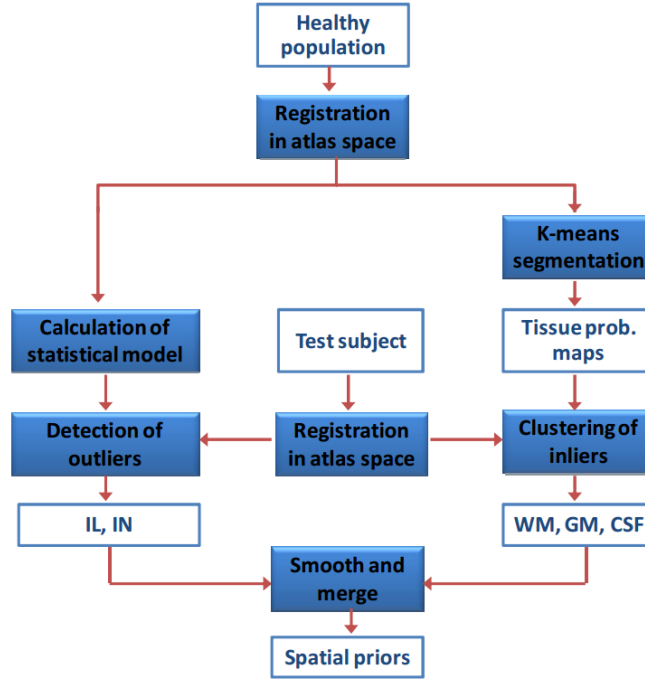 Healthy
population
Registration
in atlas space
K-means
segmentation
Calculation of
statistical model
Test subject
Tissue prob.
maps
Detection of
outliers
Registration
in atlas space
Clustering of
inliers
IL, IN
WM, GM, CSF
Smooth and
merge
Spatial priors